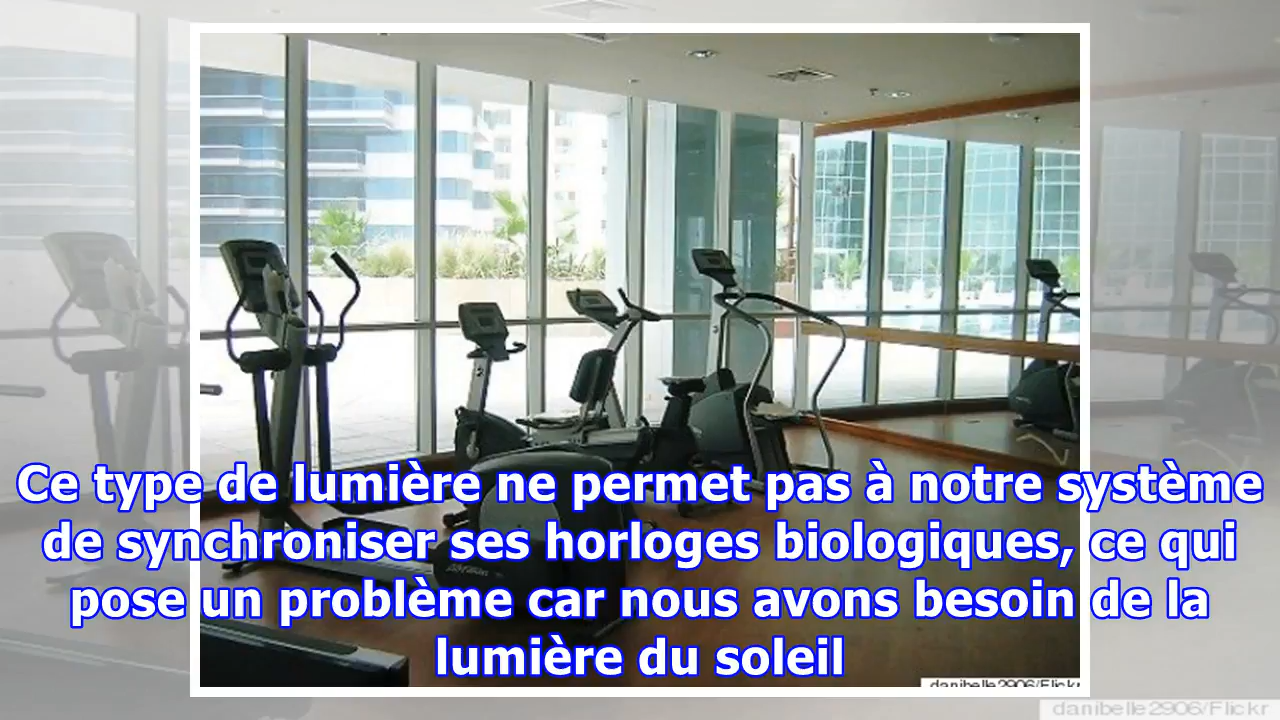 Ce type de lumière ne permet pas à notre système
de synchroniser ses horloges biologiques, ce qui
pose un problème car nous avons besoin de la
lumière du soleil
danibelle2906/Flickr
danibelle2906/Flickr